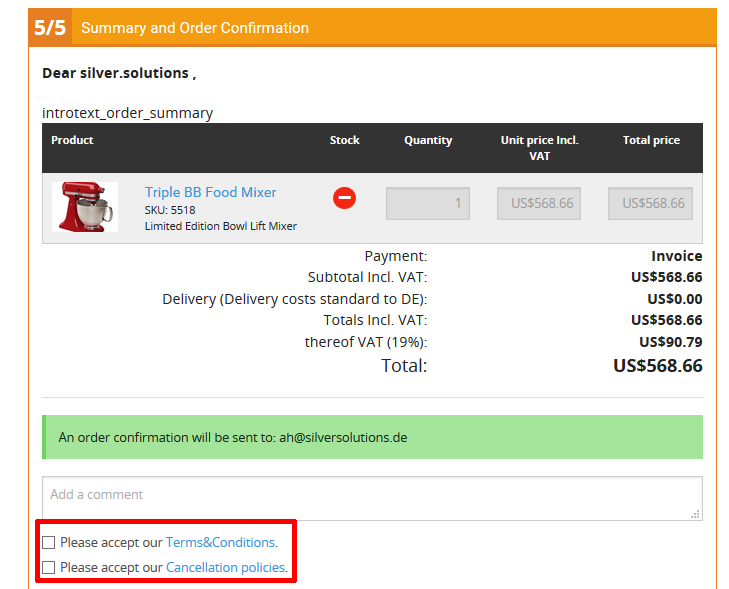 5/5 Summary and Order Confirmation
Dear silver.solutions ,
introtext_order_summary
Product Stock Quantity Unit price Incl. VAT Total price
Triple BB Food Mixer
SKU: 5518 1 US$568.66 US$568.66
Limited Edition Bowl Lift Mixer
Payment: Invoice
Subtotal Incl. VAT: US$568.66
Delivery (Delivery costs standard to DE): US$0.00
Totals Incl. VAT: US$568.66
thereof VAT (19%): US$90.79
Total: US$568.66
An order confirmation will be sent to: ah@silversolutions.de
Add a comment
Please accept our Terms&Conditions.
Please accept our Cancellation policies.